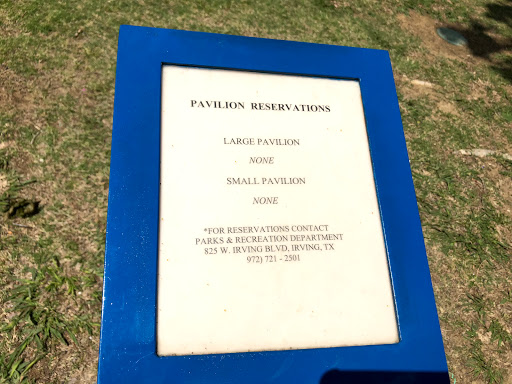 PAVILION RESERVATIONS
LARGE PAVILION
NONE
SMALL PAVILION
NONE
*FOR RESERVATIONS CONTACT
PARKS & RECREATION DEPARTMENT
825 W. IRVING BLVD, IRVING, TX
972) 721 - 2501